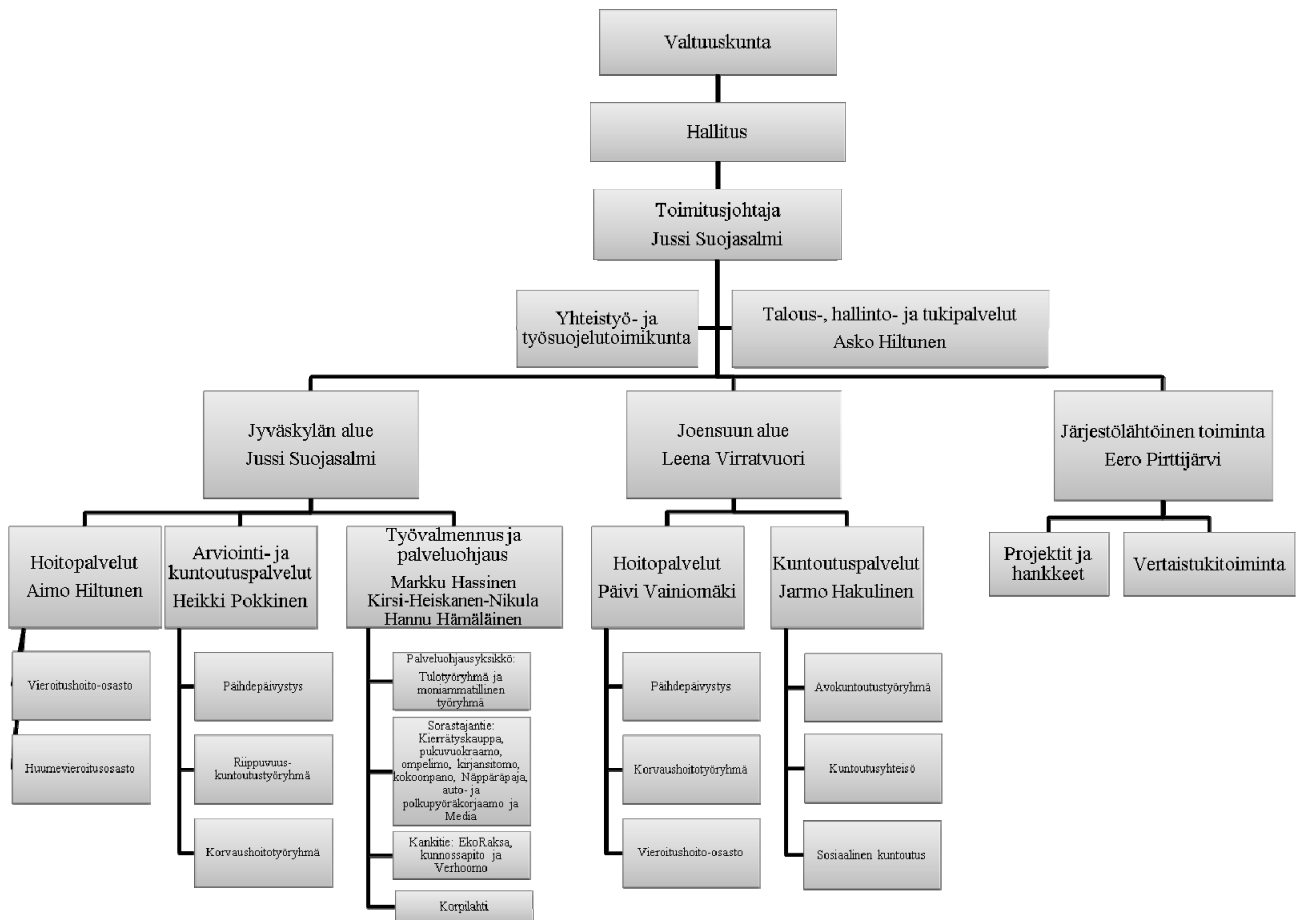 Valtuuskunta
Hallitus
Toimitusjohtaja
Jussi Suojasalmi
Yhteistyö- ja
työsuojelutoimikunta
Talous-, hallinto- ja tukipalvelut
Asko Hiltunen
Jyväskylän alue
Jussi Suojasalmi
Joensuun alue
Leena Virratvuori
Järjestölähtöinen toiminta
Eero Pirttijärvi
Hoitopalvelut
Aimo Hiltunen
Arviointi- ja
kuntoutuspalvelut
Heikki Pokkinen
Työvalmennus ja
palveluohjaus
Markku Hassinen
Kirsi-Heiskanen-Nikula
Hannu Hämäläinen
Hoitopalvelut
Päivi Vainiomäki
Kuntoutuspalvelut
Jarmo Hakulinen
Projektit ja
hankkeet
Vertaistukitoiminta
Vieroitushoito-osasto
Huumevieroitusosasto
Päihdepäivystys
Riippuvuus-
kuntoutustyöryhmä
Korvaushoitotyöryhmä
Palveluohjausyksikkö:
Tulotyöryhmä ja
moniammatillinen
työryhmä
Sorastajantie:
Kierrätyskauppa,
pukuvuokraamo,
ompelimo, kirjansitomo,
kokoonpano, Näppäräpaja,
auto- ja
polkupyöräkorjaamo ja
Media
Kankitie: EkoRaksa,
kunnossapito ja
Verhoomo
Korpilahti
Päihdepäivystys
Korvaushoitotyöryhmä
Vieroitushoito-osasto
Avokuntoutustyöryhmä
Kuntoutusyhteisö
Sosiaalinen kuntoutus